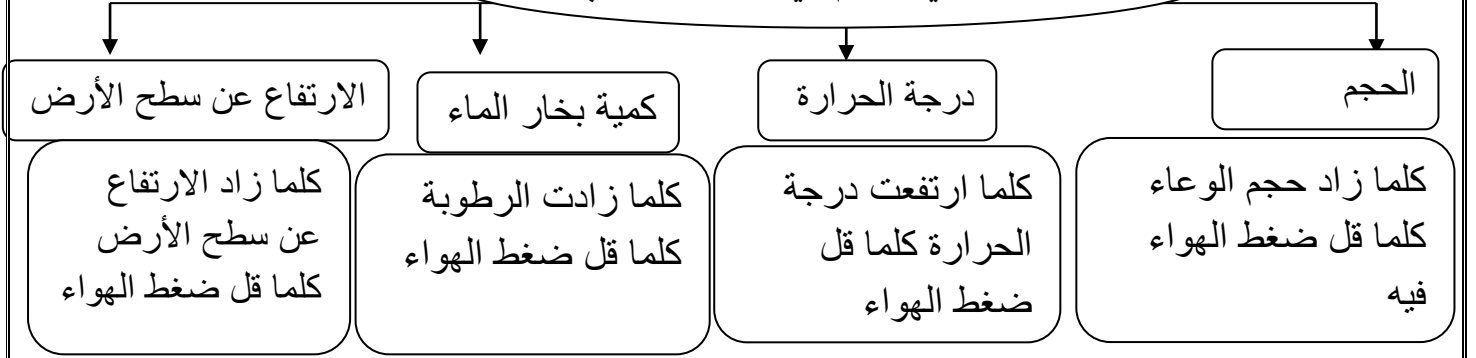 الحجم
كلما زاد حجم الوعاء
كلما قل ضغط الهواء
فيه
درجة الحرارة
كلما ارتفعت درجة
الحرارة كلما قل
ضغط الهواء
كمية بخار الماء
كلما زادت الرطوبة
كلما قل ضغط الهواء
الارتفاع عن سطح الأرض
كلما زاد الارتفاع
عن سطح الأرض
كلما قل ضغط الهواء